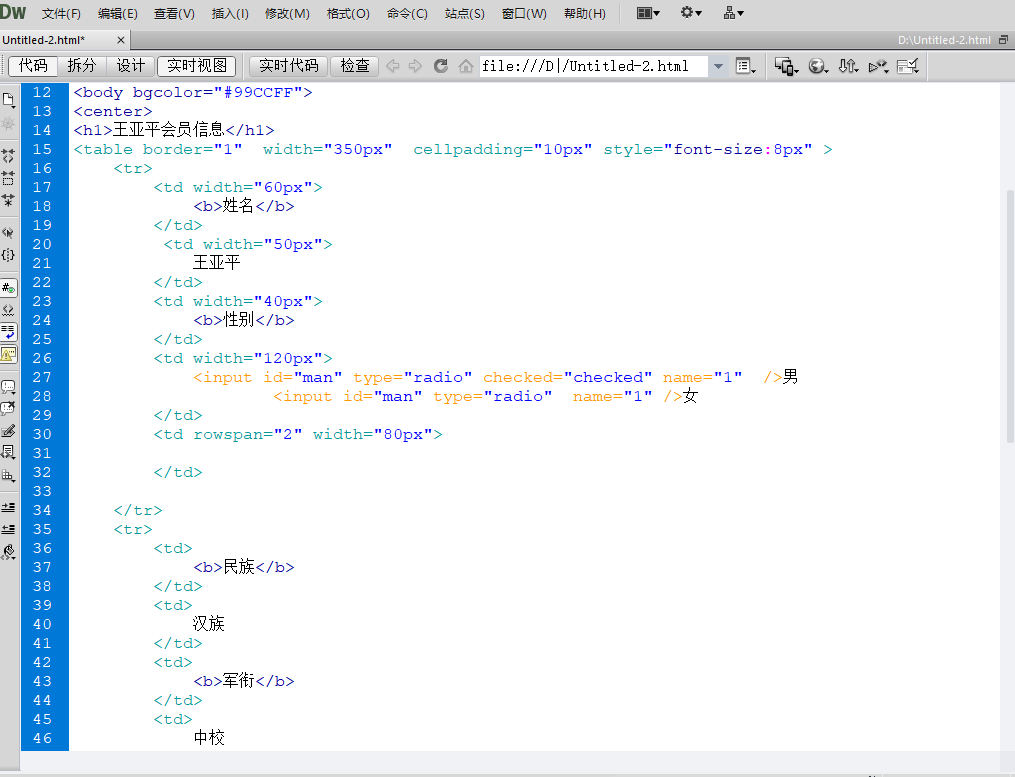 DW 文件(F) 编辑(E) 查看(V) 插入(I) 修改(M) 格式(O) 命令(C) 站点(S) 窗口(W) 帮助(H)
Untitled-2.html* × D:\Untitled-2.html
代码 拆分 设计 实时视图 实时代码 检查 file:///D|/Untitled-2.html
12 <body bgcolor="#99CCFF">
13 <center>
14 <h1>王亚平会员信息</h1>
15 <table border="1"  width="350px"  cellpadding="10px" style="font-size:8px" >
16     <tr>
17         <td width="60px">
18             <b>姓名</b>
19         </td>
20          <td width="50px">
21             王亚平
22         </td>
23         <td width="40px">
24             <b>性别</b>
25         </td>
26         <td width="120px">
27             <input id="man" type="radio" checked="checked" name="1"  />男
28                     <input id="man" type="radio"  name="1" />女
29         </td>
30         <td rowspan="2" width="80px">
31
32         </td>
33
34     </tr>
35     <tr>
36         <td>
37             <b>民族</b>
38         </td>
39         <td>
40             汉族
41         </td>
42         <td>
43             <b>军衔</b>
44         </td>
45         <td>
46             中校